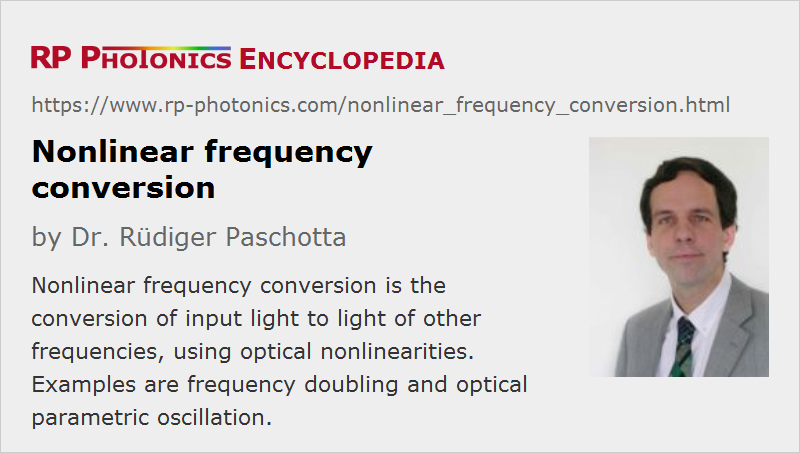 RP PHOTONICS ENCYCLOPEDIA
https://www.rp-photonics.com/nonlinear_frequency_conversion.html
Nonlinear frequency
conversion
by Dr. Rüdiger Paschotta
Nonlinear frequency conversion is the
conversion of input light to light of other
frequencies, using optical nonlinearities.
Examples are frequency doubling and optical
parametric oscillation.